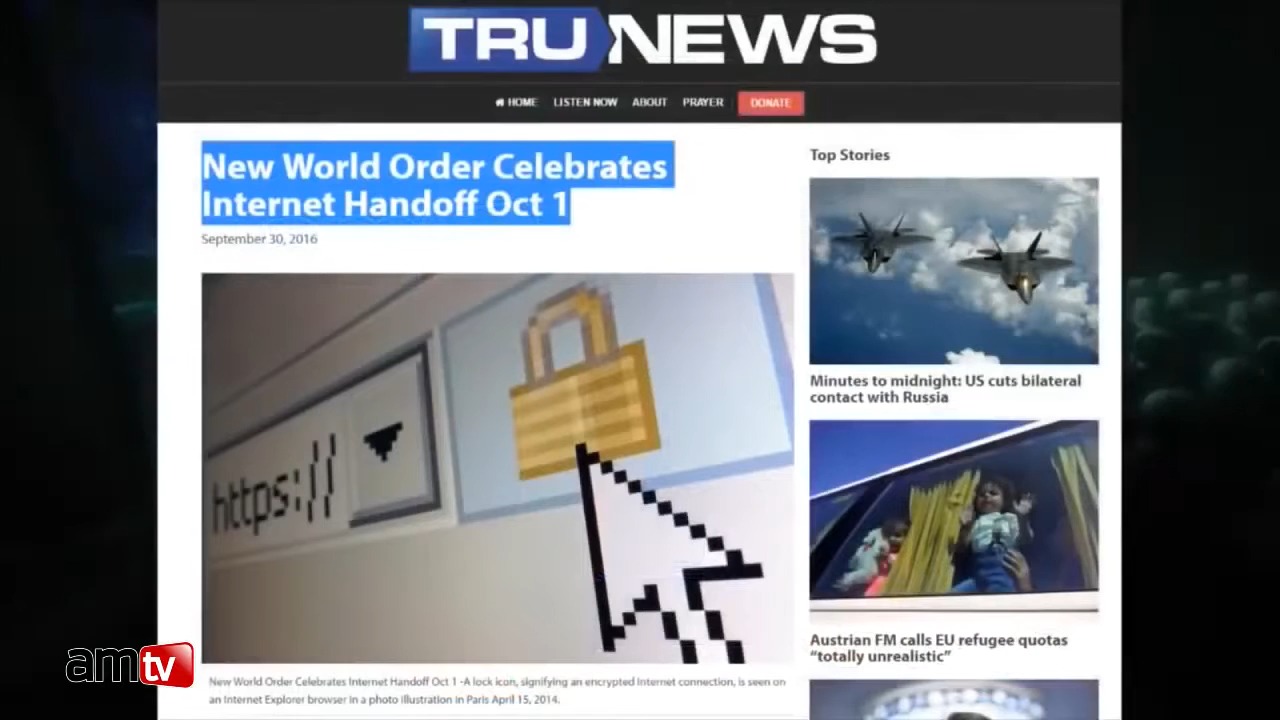 TRUNEWS
HOME LISTEN NOW ABOUT PRAYER DONATE
New World Order Celebrates
Internet Handoff Oct 1
September 30, 2016
https://
New World Order Celebrates Internet Handoff Oct 1 -A lock icon, signifying an encrypted Internet connection, is seen on
an Internet Explorer browser in a photo illustration in Paris April 15, 2014.
Top Stories
Minutes to midnight: US cuts bilateral
contact with Russia
Austrian FM calls EU refugee quotas
“totally unrealistic”
amtv